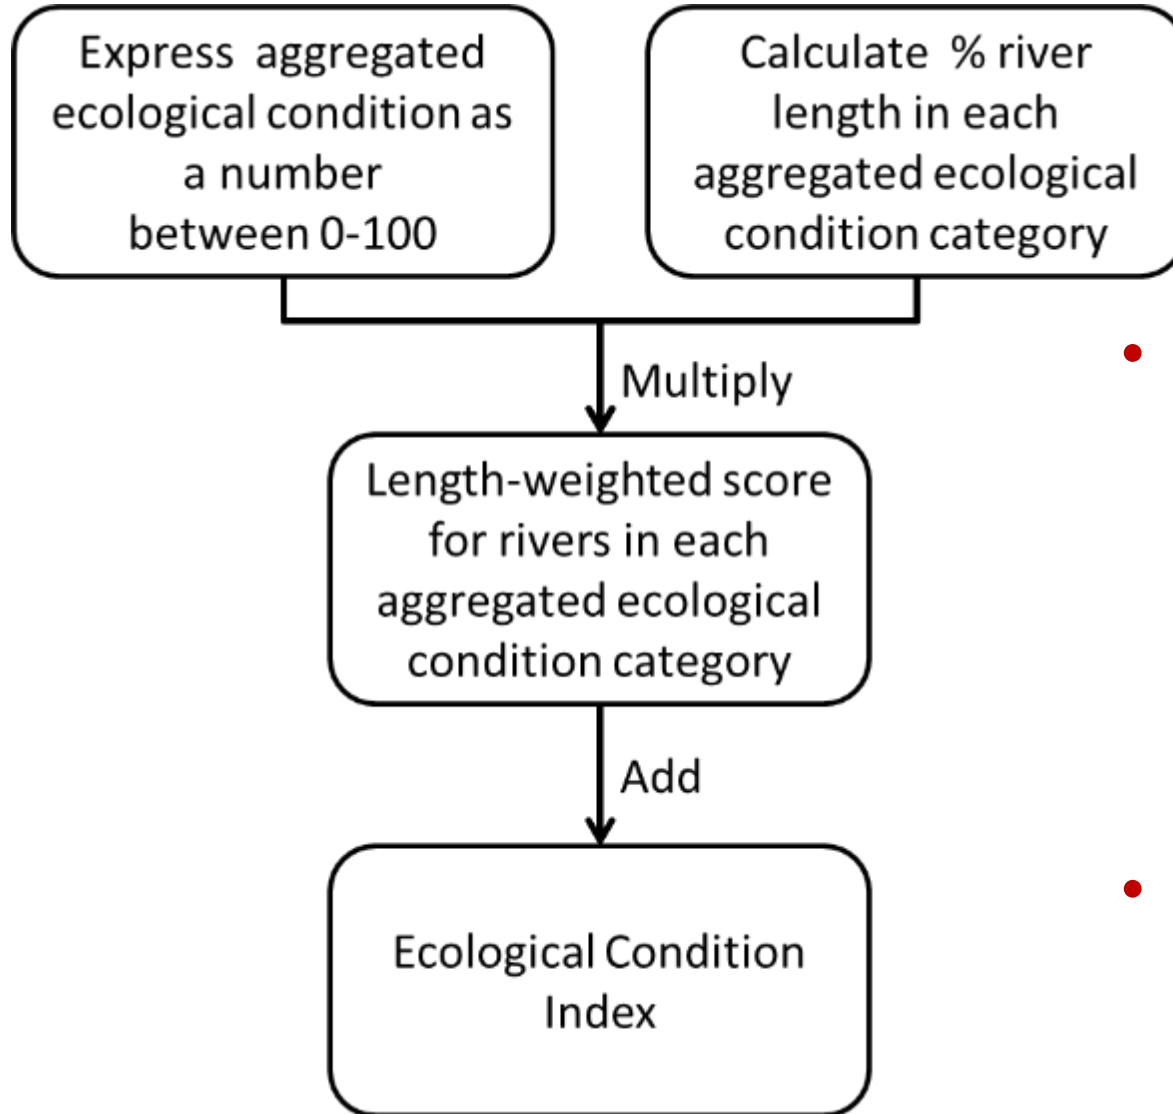 Express aggregated
ecological condition as
a number
between 0-100
Calculate % river
length in each
aggregated ecological
condition category
Multiply
Length-weighted score
for rivers in each
aggregated ecological
condition category
Add
Ecological Condition
Index